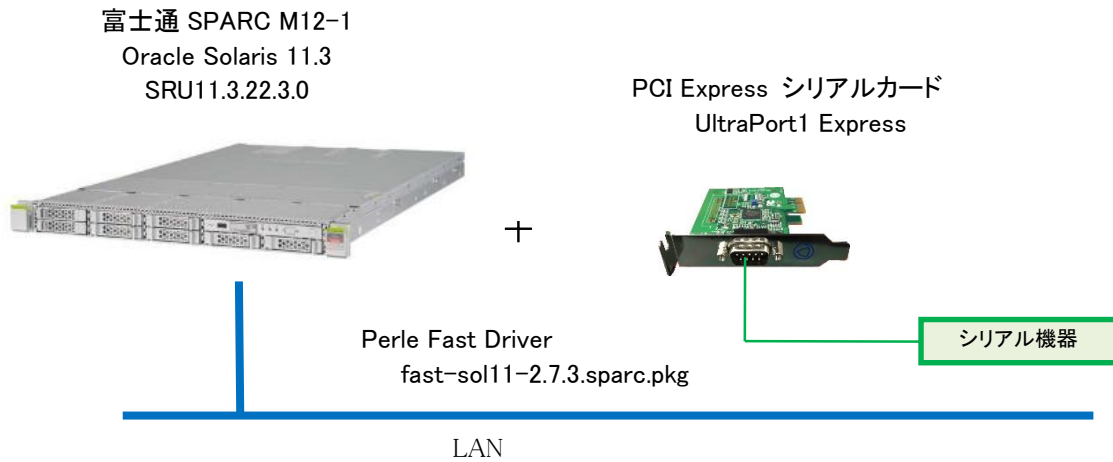 富士通 SPARC M12-1
Oracle Solaris 11.3
SRU11.3.22.3.0
PCI Express シリアルカード
UltraPort1 Express
+
シリアル機器
Perle Fast Driver
fast-sol11-2.7.3.sparc.pkg
LAN